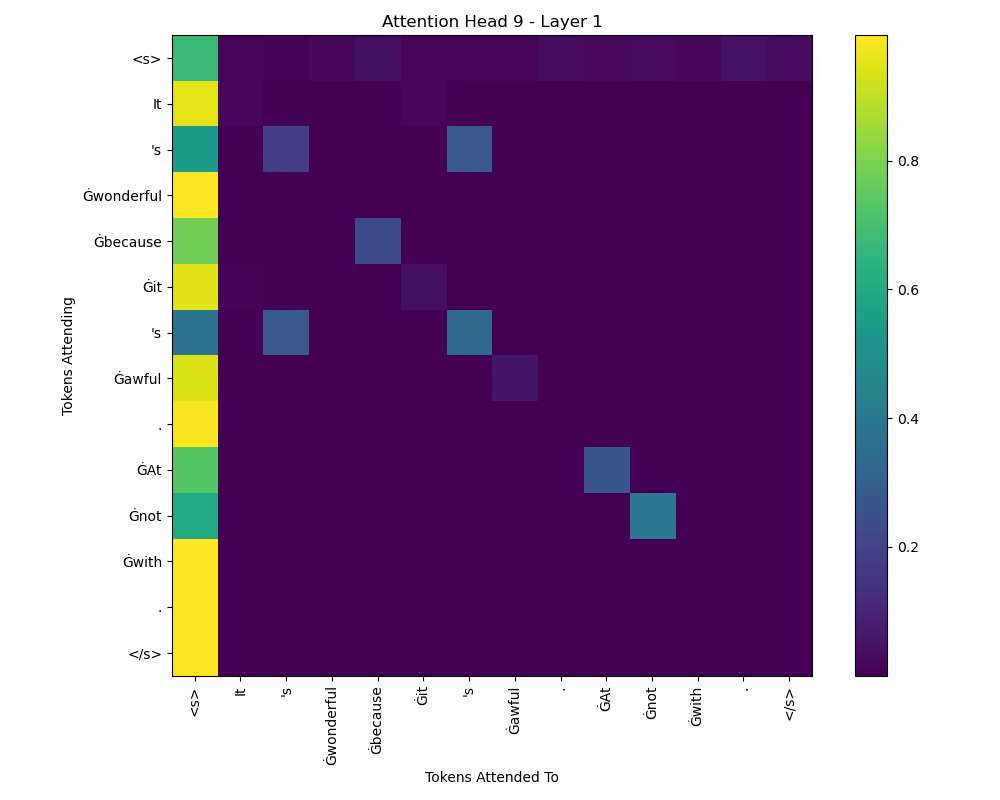 Attention Head 9 - Layer 1
<s>
It
's
Ġwonderful
Ġbecause
Ġit
's
Ġawful
.
ĠAt
Ġnot
Ġwith
.
</s>
Tokens Attending
<s>
It
's
Ġwonderful
Ġbecause
Ġit
's
Ġawful
.
ĠAt
Ġnot
Ġwith
.
</s>
Tokens Attended To
0.8
0.6
0.4
0.2